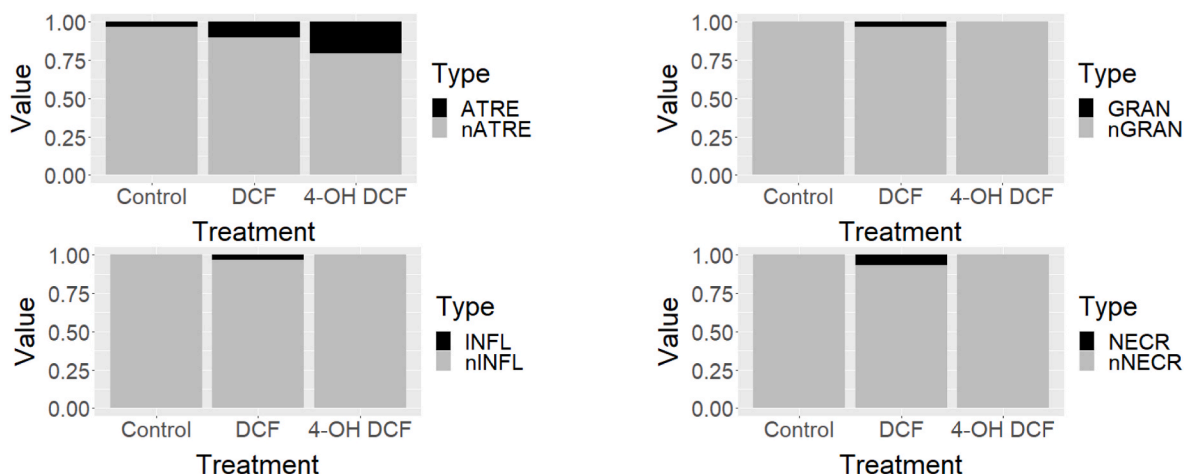 Value
1.00
0.75
0.50
0.25
0.00
Control DCF 4-OH DCF
Treatment
Type
ATRE
nATRE
Value
1.00
0.75
0.50
0.25
0.00
Control DCF 4-OH DCF
Treatment
Type
GRAN
nGRAN
Value
1.00
0.75
0.50
0.25
0.00
Control DCF 4-OH DCF
Treatment
Type
INFL
nINFL
Value
1.00
0.75
0.50
0.25
0.00
Control DCF 4-OH DCF
Treatment
Type
NECR
nNECR